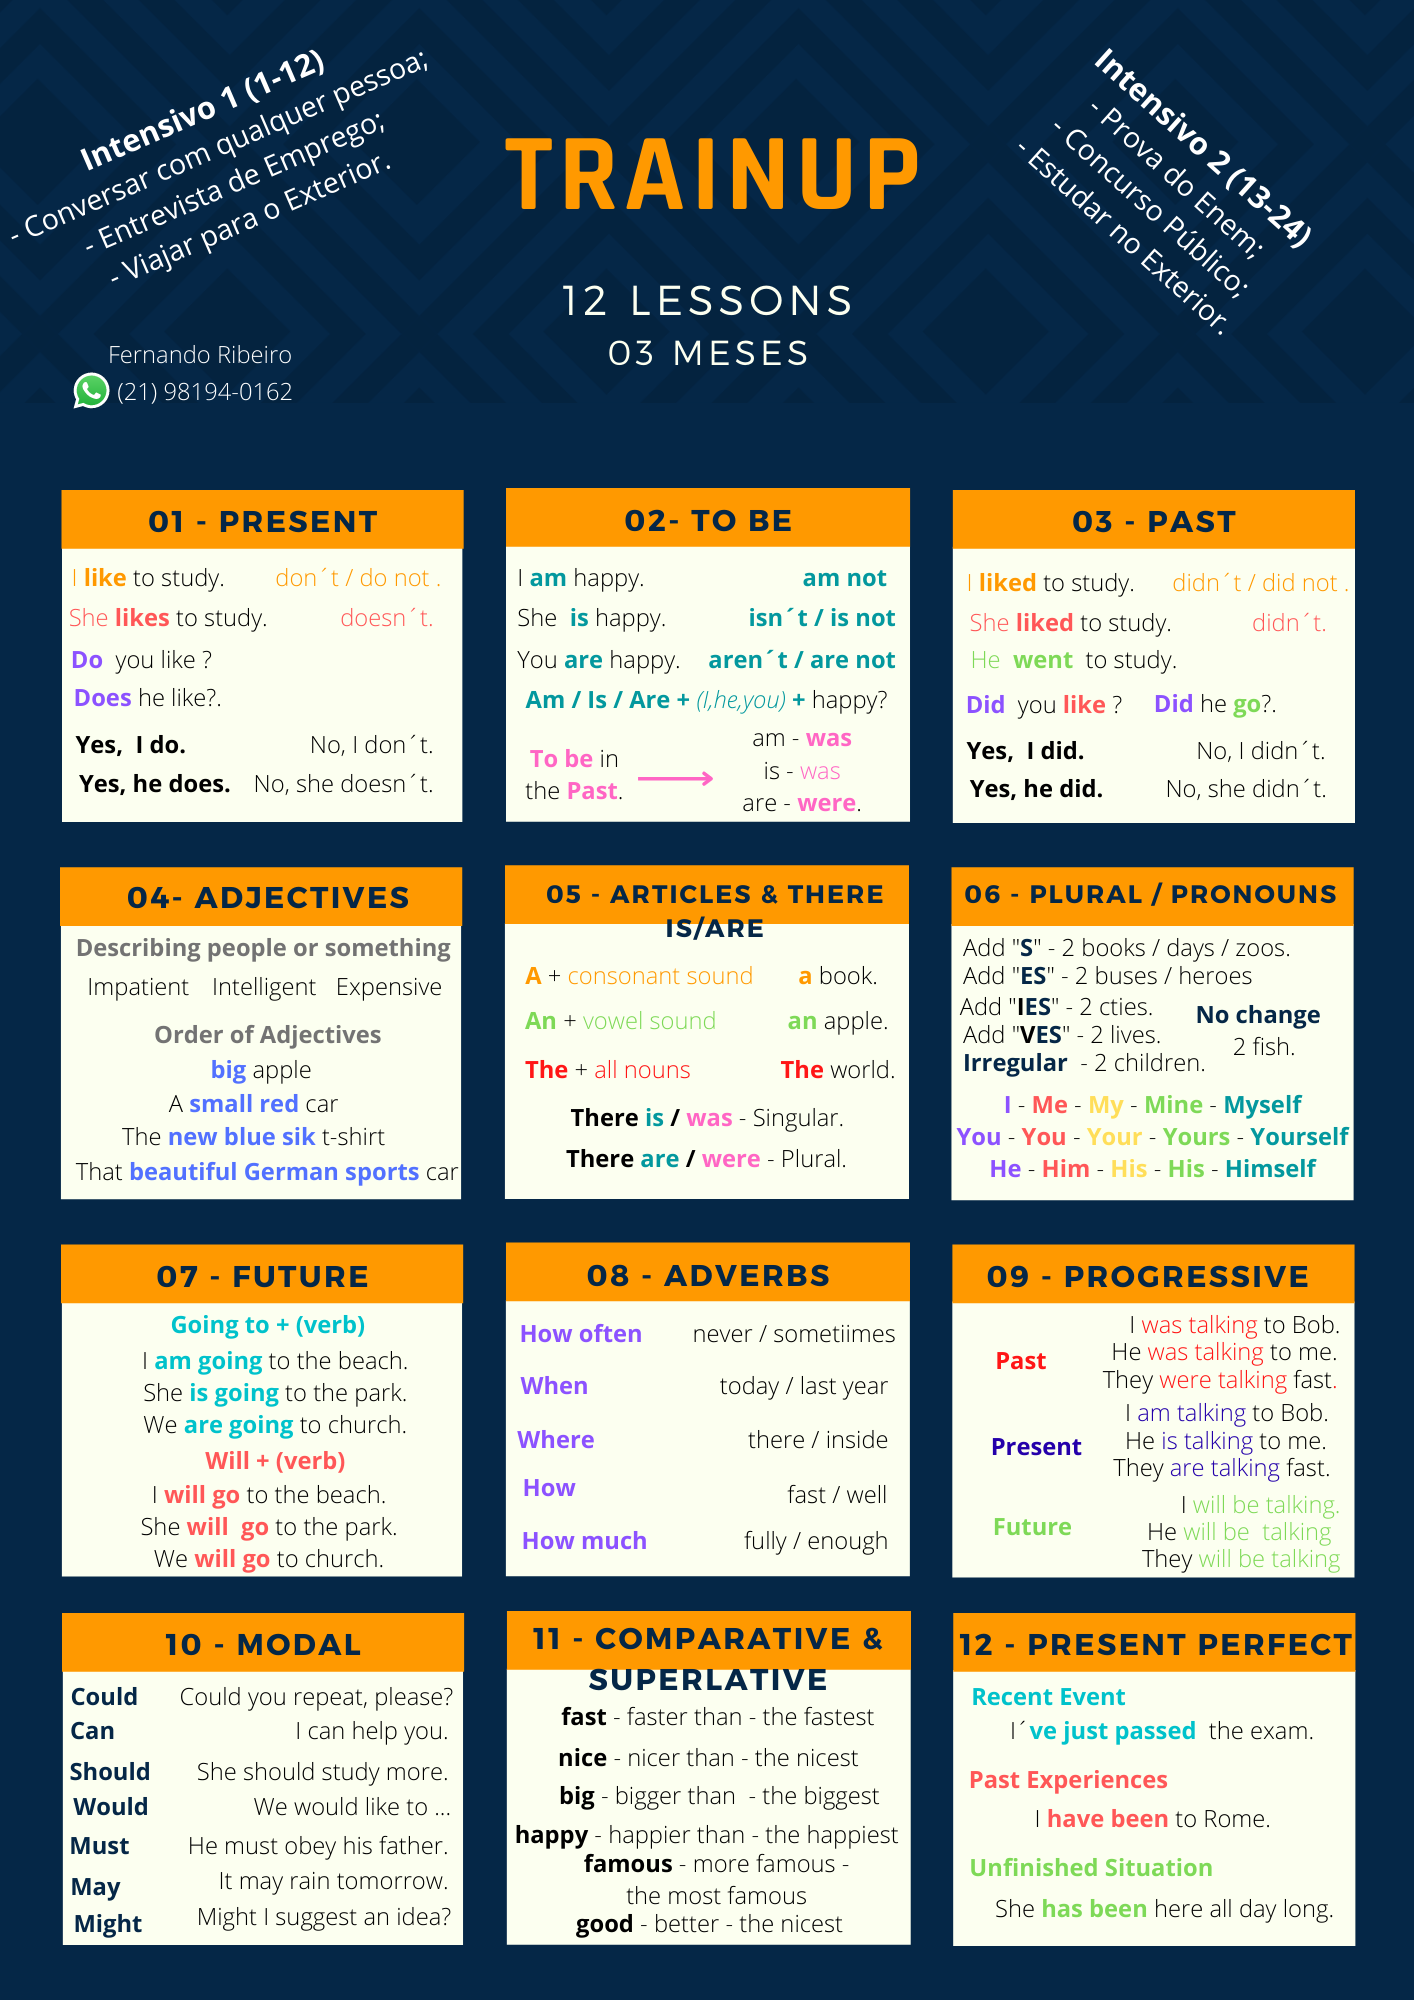 Intensivo 1 (1-12)
- Conversar com qualquer pessoa;
- Entrevista de Emprego;
- Viajar para o Exterior.
TRAINUP
12 LESSONS
03 MESES
Intensivo 2 (13-24)
- Prova do Enem;
- Concurso Público;
- Estudar no Exterior.
Fernando Ribeiro
(21) 98194-0162
01 - PRESENT
I like to study. don´t / do not .
She likes to study. doesn´t.
Do you like ?
Does he like?.
Yes, I do. No, I don´t.
Yes, he does. No, she doesn´t.
02- TO BE
I am happy. am not
She is happy. isn´t / is not
You are happy. aren´t / are not
Am / Is / Are + (I,he,you) + happy?
To be in
the Past.
am - was
is - was
are - were.
03 - PAST
I liked to study. didn´t / did not .
She liked to study. didn´t.
He went to study.
Did you like ? Did he go?.
Yes, I did. No, I didn´t.
Yes, he did. No, she didn´t.
04- ADJECTIVES
Describing people or something
Impatient Intelligent Expensive
Order of Adjectives
big apple
A small red car
The new blue sik t-shirt
That beautiful German sports car
05 - ARTICLES & THERE
IS/ARE
A + consonant sound a book.
An + vowel sound an apple.
The + all nouns The world.
There is / was - Singular.
There are / were - Plural.
06 - PLURAL / PRONOUNS
Add "S" - 2 books / days / zoos.
Add "ES" - 2 buses / heroes
Add "IES" - 2 cties.
Add "VES" - 2 lives.
Irregular - 2 children.
No change
2 fish.
I - Me - My - Mine - Myself
You - You - Your - Yours - Yourself
He - Him - His - His - Himself
07 - FUTURE
Going to + (verb)
I am going to the beach.
She is going to the park.
We are going to church.
Will + (verb)
I will go to the beach.
She will go to the park.
We will go to church.
08 - ADVERBS
How often never / sometiimes
When today / last year
Where there / inside
How fast / well
How much fully / enough
09 - PROGRESSIVE
Past
I was talking to Bob.
He was talking to me.
They were talking fast.
Present
I am talking to Bob.
He is talking to me.
They are talking fast.
Future
I will be talking.
He will be talking
They will be talking
10 - MODAL
Could Could you repeat, please?
Can I can help you.
Should She should study more.
Would We would like to ...
Must He must obey his father.
May It may rain tomorrow.
Might Might I suggest an idea?
11 - COMPARATIVE &
SUPERLATIVE
fast - faster than - the fastest
nice - nicer than - the nicest
big - bigger than - the biggest
happy - happier than - the happiest
famous - more famous -
the most famous
good - better - the nicest
12 - PRESENT PERFECT
Recent Event
I´ve just passed the exam.
Past Experiences
I have been to Rome.
Unfinished Situation
She has been here all day long.